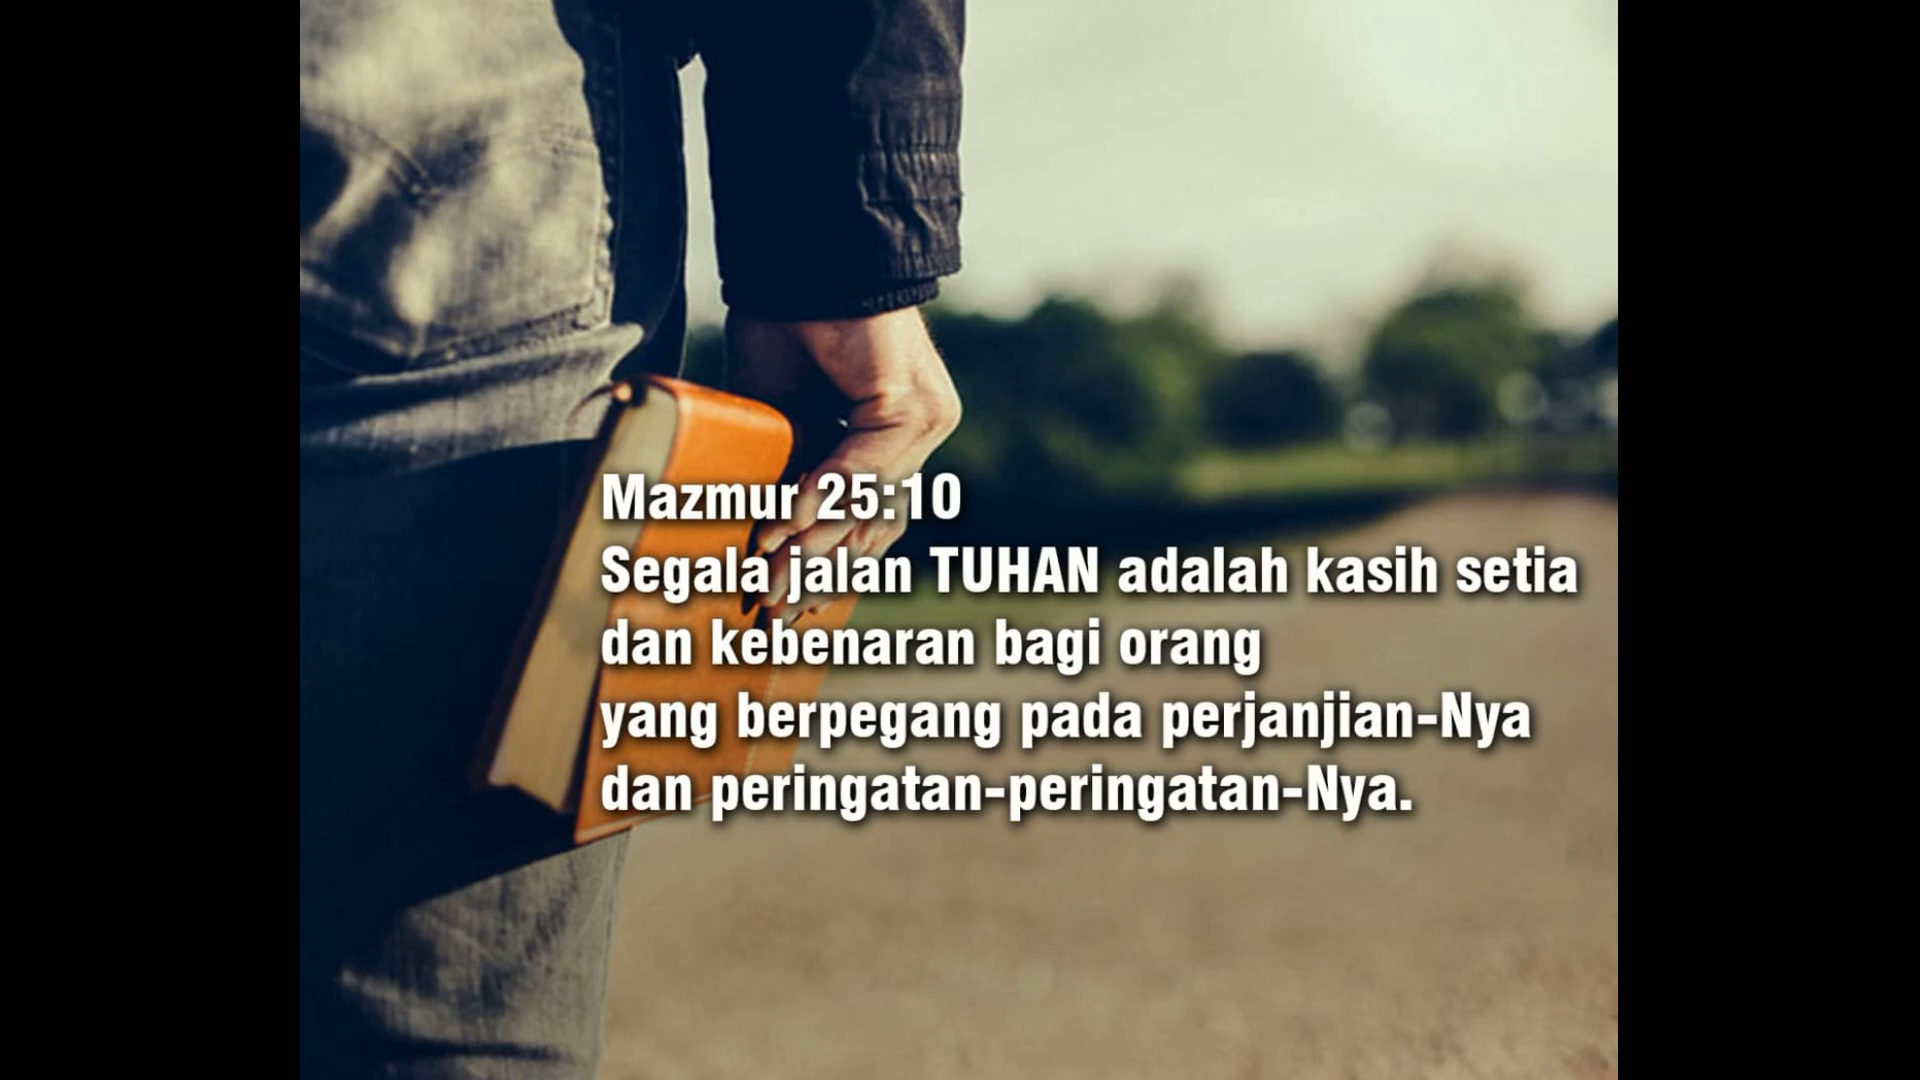 Mazmur 25:10
Segala jalan TUHAN adalah kasih setia
dan kebenaran bagi orang
yang berpegang pada perjanjian-Nya
dan peringatan-peringatan-Nya.